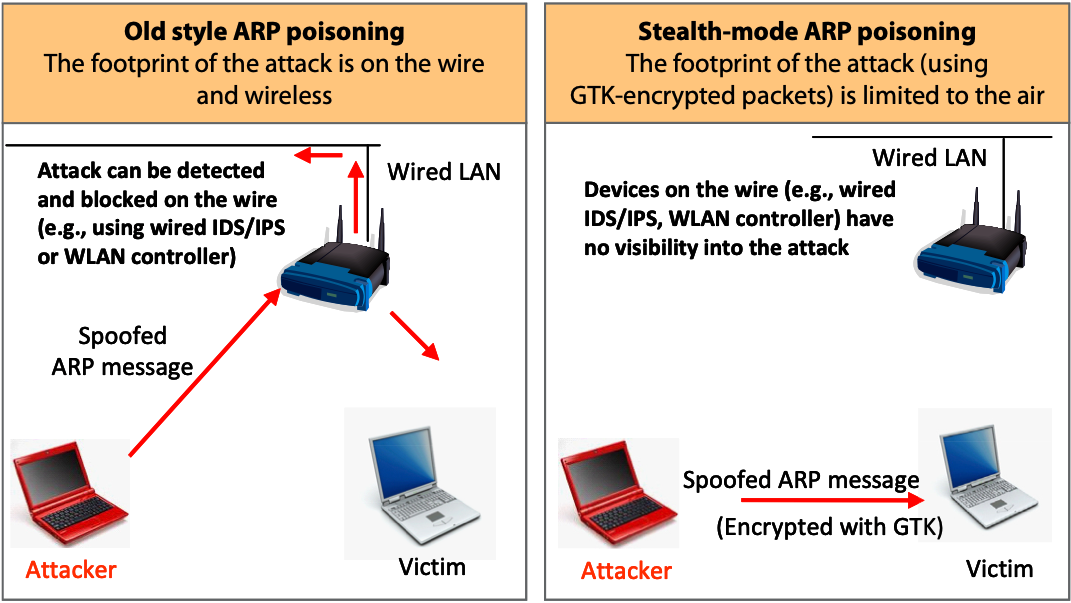 Old style ARP poisoning
The footprint of the attack is on the wire
and wireless
Attack can be detected
and blocked on the wire
(e.g., using wired IDS/IPS
or WLAN controller)
Wired LAN
Spoofed
ARP message
Attacker
Victim
Stealth-mode ARP poisoning
The footprint of the attack (using
GTK-encrypted packets) is limited to the air
Wired LAN
Devices on the wire (e.g., wired
IDS/IPS, WLAN controller) have
no visibility into the attack
Spoofed ARP message
(Encrypted with GTK)
Attacker
Victim